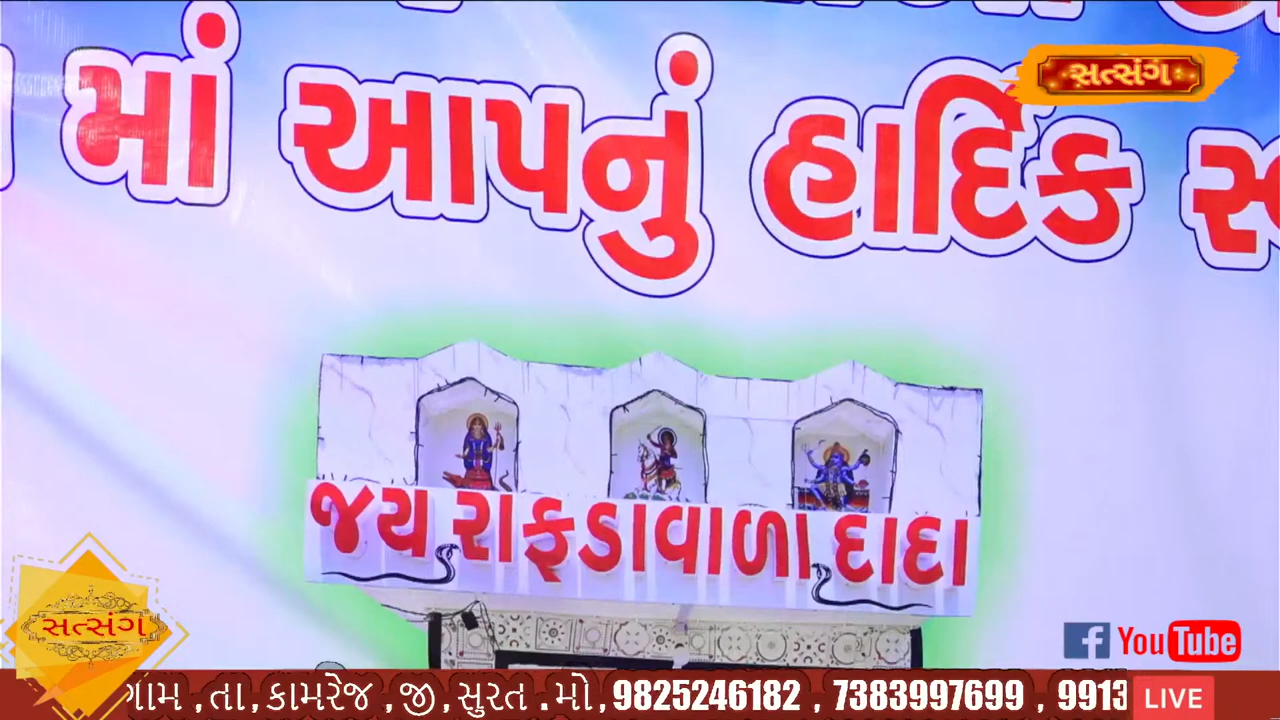 માં આપનું હાર્દિક
સત્સંગ
જય રાફડાવાળા દાદા
સત્સંગ
YouTube
ગામ , તા , કામરેજ , જી , સુરત . મો , 9825246182 , 7383997699 , 9913
LIVE